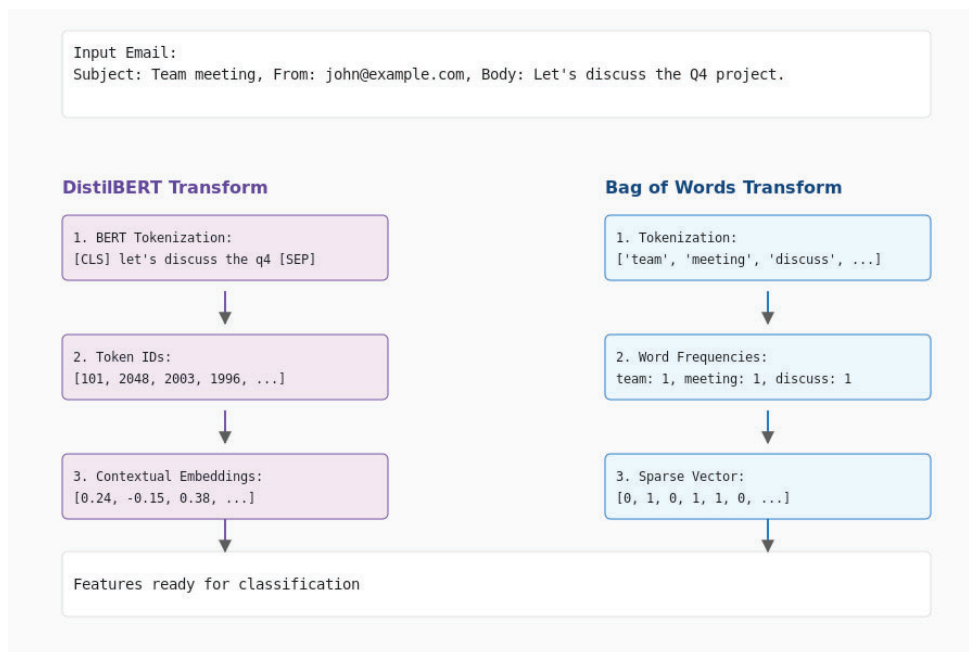 Input Email:
Subject: Team meeting, From: john@example.com, Body: Let's discuss the Q4 project.
DistilBERT Transform
1. BERT Tokenization:
[CLS] let's discuss the q4 [SEP]
2. Token IDs:
[101, 2048, 2003, 1996, ...]
3. Contextual Embeddings:
[0.24, -0.15, 0.38, ...]
Bag of Words Transform
1. Tokenization:
['team', 'meeting', 'discuss', ...]
2. Word Frequencies:
team: 1, meeting: 1, discuss: 1
3. Sparse Vector:
[0, 1, 0, 1, 1, 0, ...]
Features ready for classification